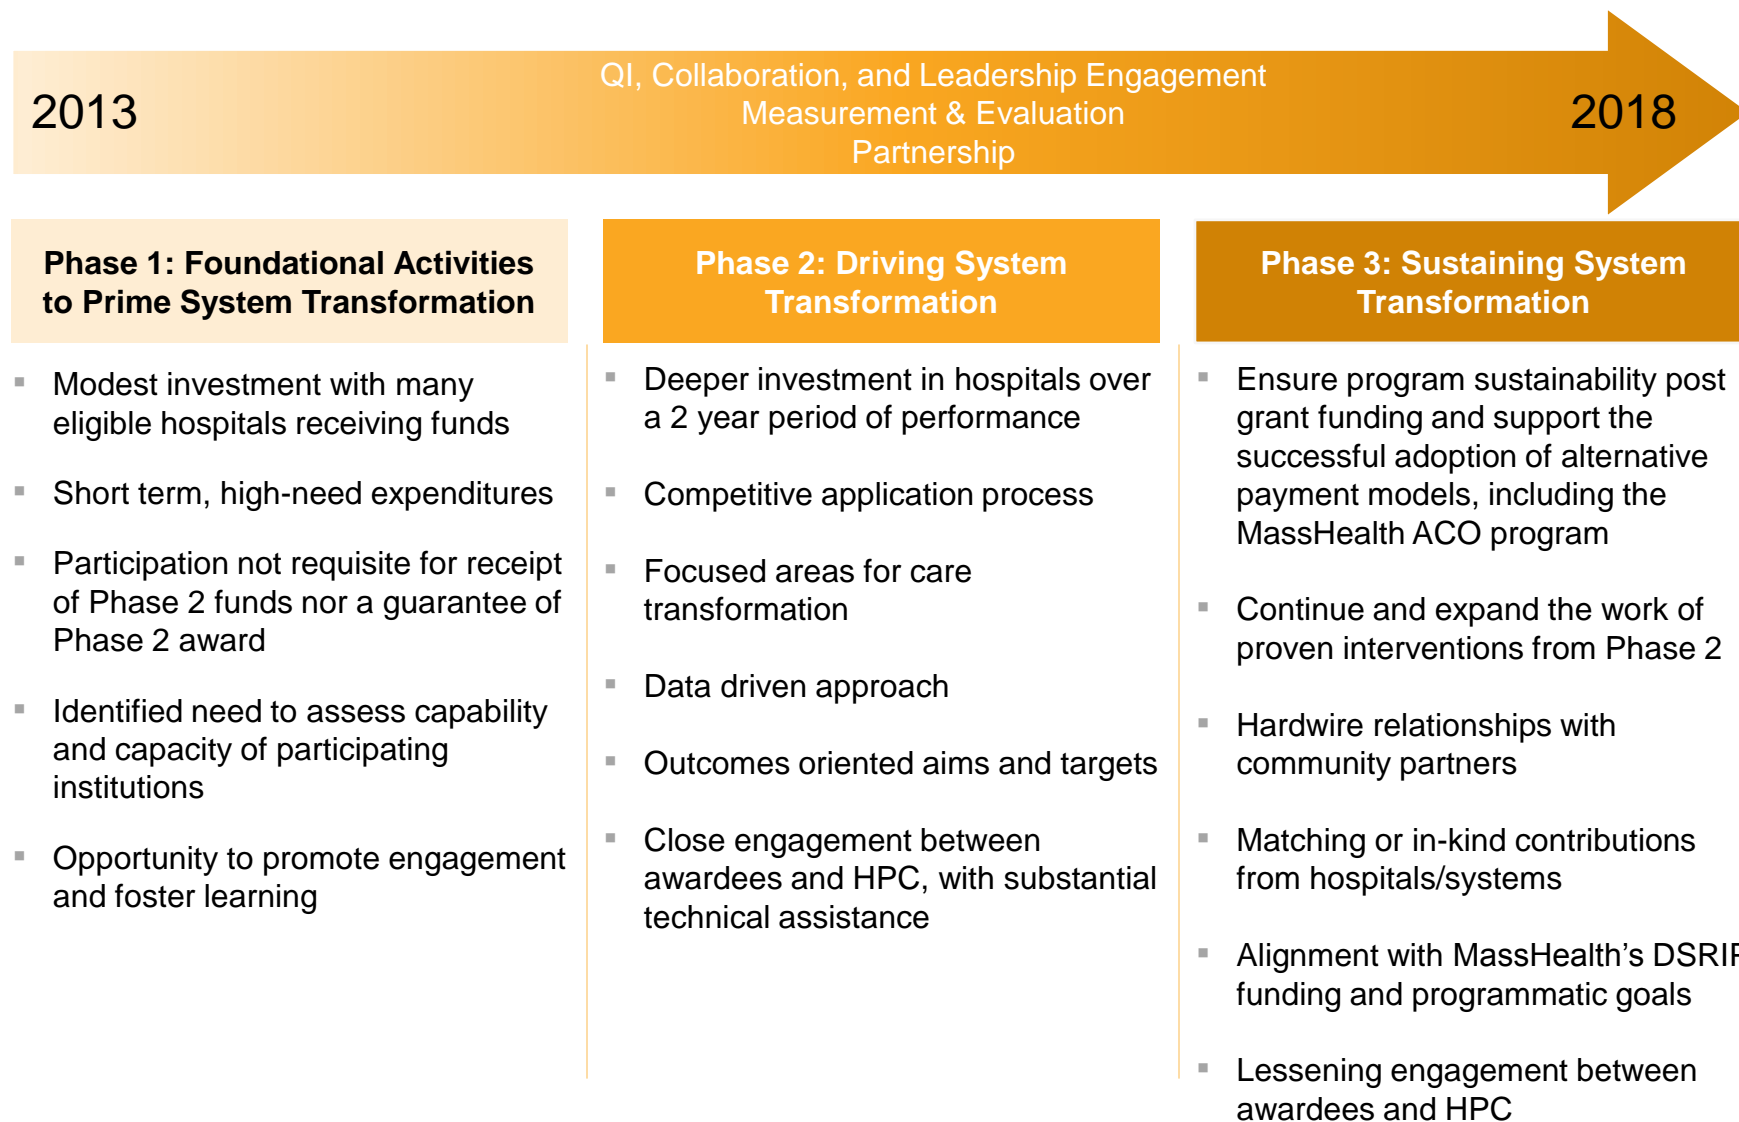 2013
QI, Collaboration, and Leadership Engagement
Measurement & Evaluation
Partnership
2018
Phase 1: Foundational Activities
to Prime System Transformation
Modest investment with many
eligible hospitals receiving funds
Short term, high-need expenditures
Participation not requisite for receipt
of Phase 2 funds nor a guarantee of
Phase 2 award
Identified need to assess capability
and capacity of participating
institutions
Opportunity to promote engagement
and foster learning
Phase 2: Driving System
Transformation
Deeper investment in hospitals over
a 2 year period of performance
Competitive application process
Focused areas for care
transformation
Data driven approach
Outcomes oriented aims and targets
Close engagement between
awardees and HPC, with substantial
technical assistance
Phase 3: Sustaining System
Transformation
Ensure program sustainability post
grant funding and support the
successful adoption of alternative
payment models, including the
MassHealth ACO program
Continue and expand the work of
proven interventions from Phase 2
Hardwire relationships with
community partners
Matching or in-kind contributions
from hospitals/systems
Alignment with MassHealth’s DSRIP
funding and programmatic goals
Lessening engagement between
awardees and HPC